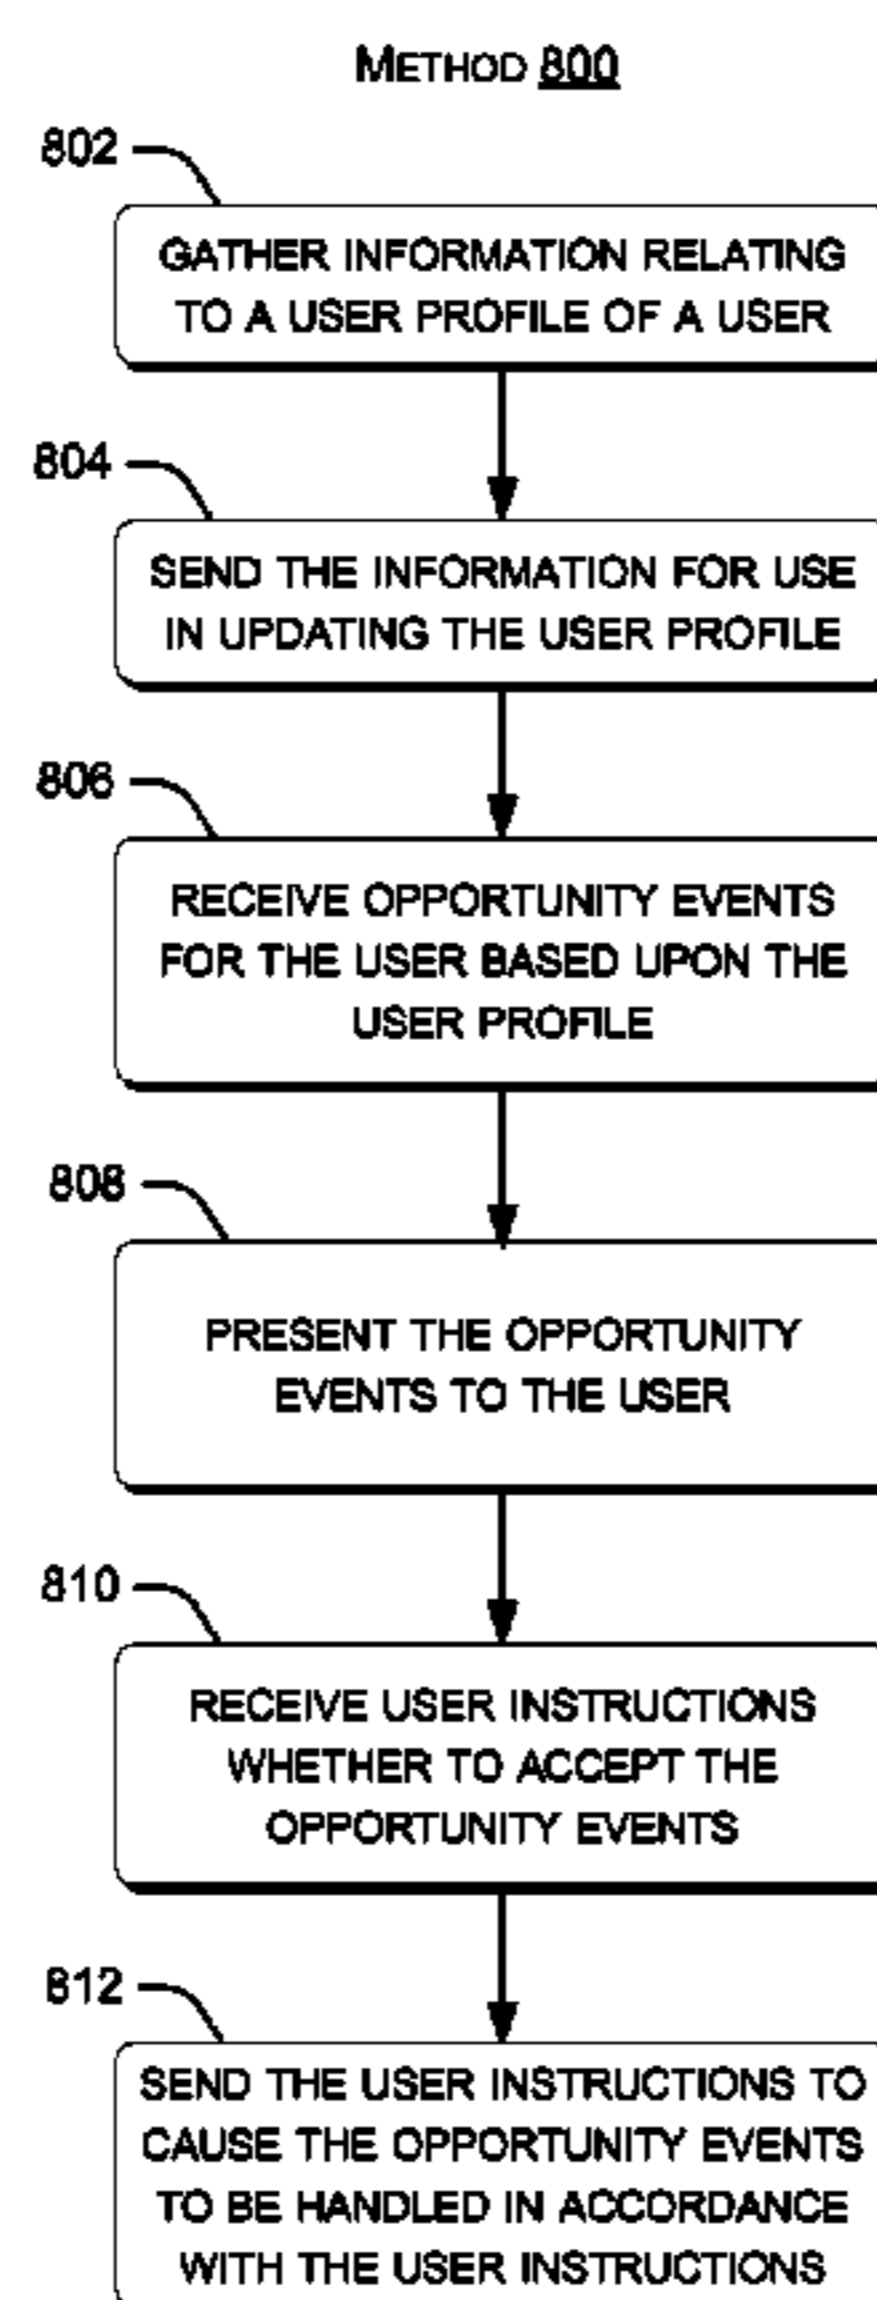 METHOD 800
802
GATHER INFORMATION RELATING
TO A USER PROFILE OF A USER
804
SEND THE INFORMATION FOR USE
IN UPDATING THE USER PROFILE
806
RECEIVE OPPORTUNITY EVENTS
FOR THE USER BASED UPON THE
USER PROFILE
808
PRESENT THE OPPORTUNITY
EVENTS TO THE USER
810
RECEIVE USER INSTRUCTIONS
WHETHER TO ACCEPT THE
OPPORTUNITY EVENTS
812
SEND THE USER INSTRUCTIONS TO
CAUSE THE OPPORTUNITY EVENTS
TO BE HANDLED IN ACCORDANCE
WITH THE USER INSTRUCTIONS